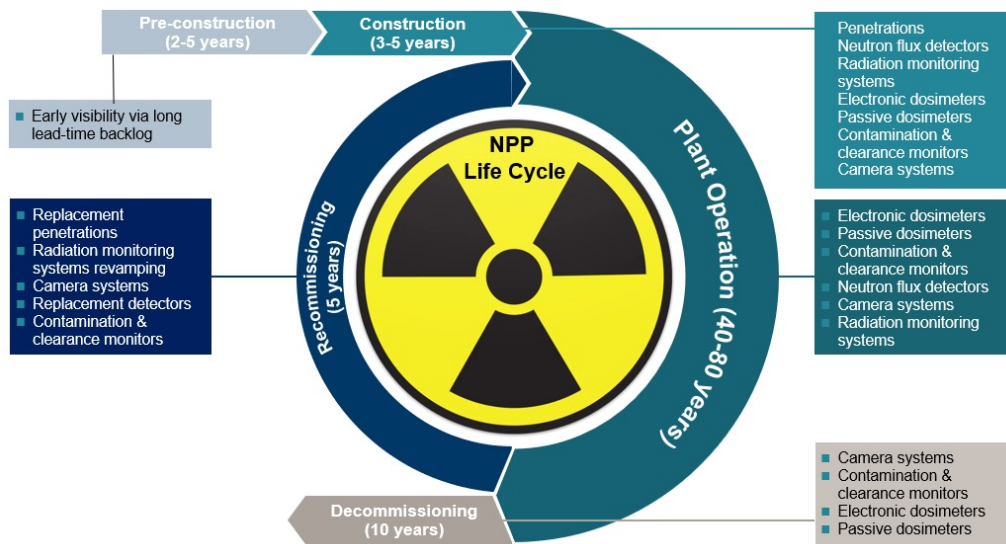 Pre-construction
(2-5 years)
Construction
(3-5 years)
Early visibility via long
lead-time backlog
Penetrations
Neutron flux detectors
Radiation monitoring
systems
Electronic dosimeters
Passive dosimeters
Contamination &
clearance monitors
Camera systems
NPP
Life Cycle
Plant Operation (40-80 years)
Recommissioning
(5 years)
Replacement
penetrations
Radiation monitoring
systems revamping
Camera systems
Replacement detectors
Contamination &
clearance monitors
Electronic dosimeters
Passive dosimeters
Contamination &
clearance monitors
Neutron flux detectors
Camera systems
Radiation monitoring
systems
Decommissioning
(10 years)
Camera systems
Contamination &
clearance monitors
Electronic dosimeters
Passive dosimeters